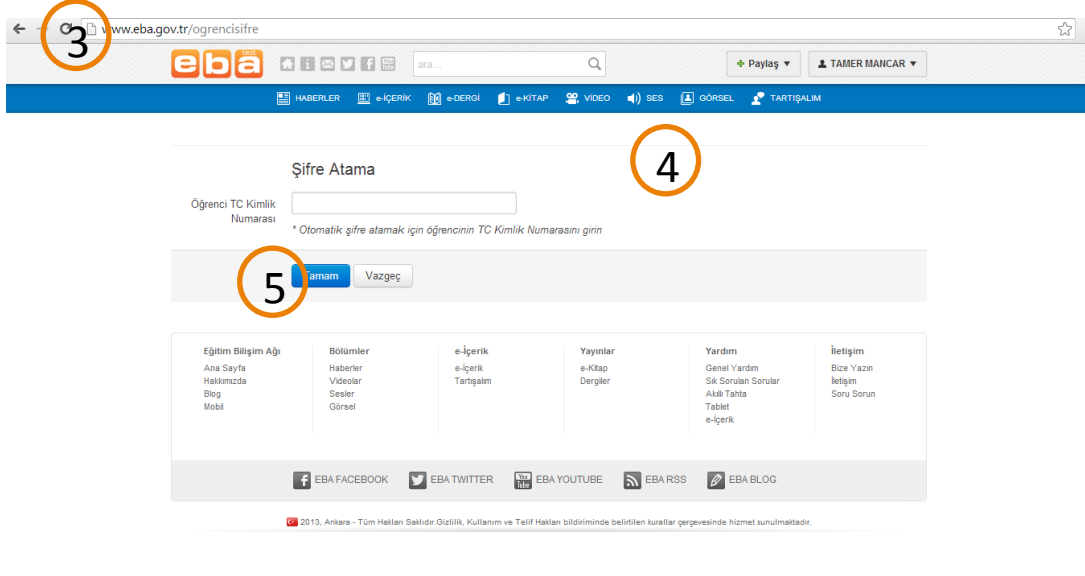 3
www.eba.gov.tr/ogrencisifre
eba test
ara...
Paylaş
TAMER MANCAR
HABERLER e-İÇERİK e-DERGİ e-KİTAP VİDEO SES GÖRSEL TARTIŞALIM
4
Şifre Atama
Öğrenci TC Kimlik
Numarası
* Otomatik şifre atamak için öğrencinin TC Kimlik Numarasını girin
5
Tamam Vazgeç
Eğitim Bilişim Ağı
Ana Sayfa
Hakkımızda
Blog
Mobil
Bölümler
Haberler
Videolar
Sesler
Görsel
e-İçerik
e-İçerik
Tartışalım
Yayınlar
e-Kitap
Dergiler
Yardım
Genel Yardım
Sık Sorulan Sorular
Akıllı Tahta
Tablet
e-İçerik
İletişim
Bize Yazın
İletişim
Soru Sorun
EBA FACEBOOK EBA TWITTER You Tube EBA YOUTUBE EBA RSS EBA BLOG
2013, Ankara - Tüm Hakları Saklıdır.Gizlilik, Kullanım ve Telif Hakları bildiriminde belirtilen kurallar çerçevesinde hizmet sunulmaktadır.